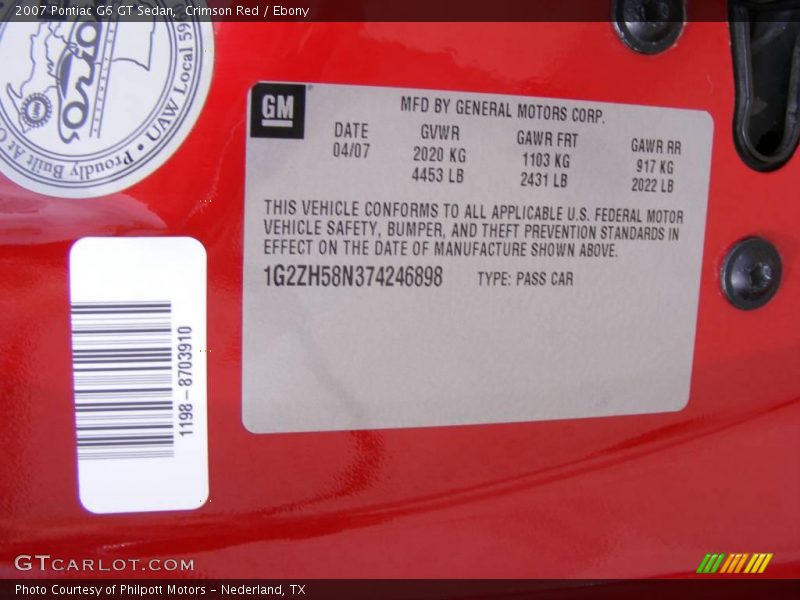 2007 Pontiac G6 GT Sedan, Crimson Red / Ebony
Proudly Built At O
UAW Local 59
GM
MFD BY GENERAL MOTORS CORP.
DATE GVWR GAWR FRT GAWR RR
04/07 2020 KG 1103 KG 917 KG
4453 LB 2431 LB 2022 LB
THIS VEHICLE CONFORMS TO ALL APPLICABLE U.S. FEDERAL MOTOR
VEHICLE SAFETY, BUMPER, AND THEFT PREVENTION STANDARDS IN
EFFECT ON THE DATE OF MANUFACTURE SHOWN ABOVE.
1G2ZH58N374246898 TYPE: PASS CAR
1198-8703910
GTCARLOT.COM
Photo Courtesy of Philpott Motors - Nederland, TX